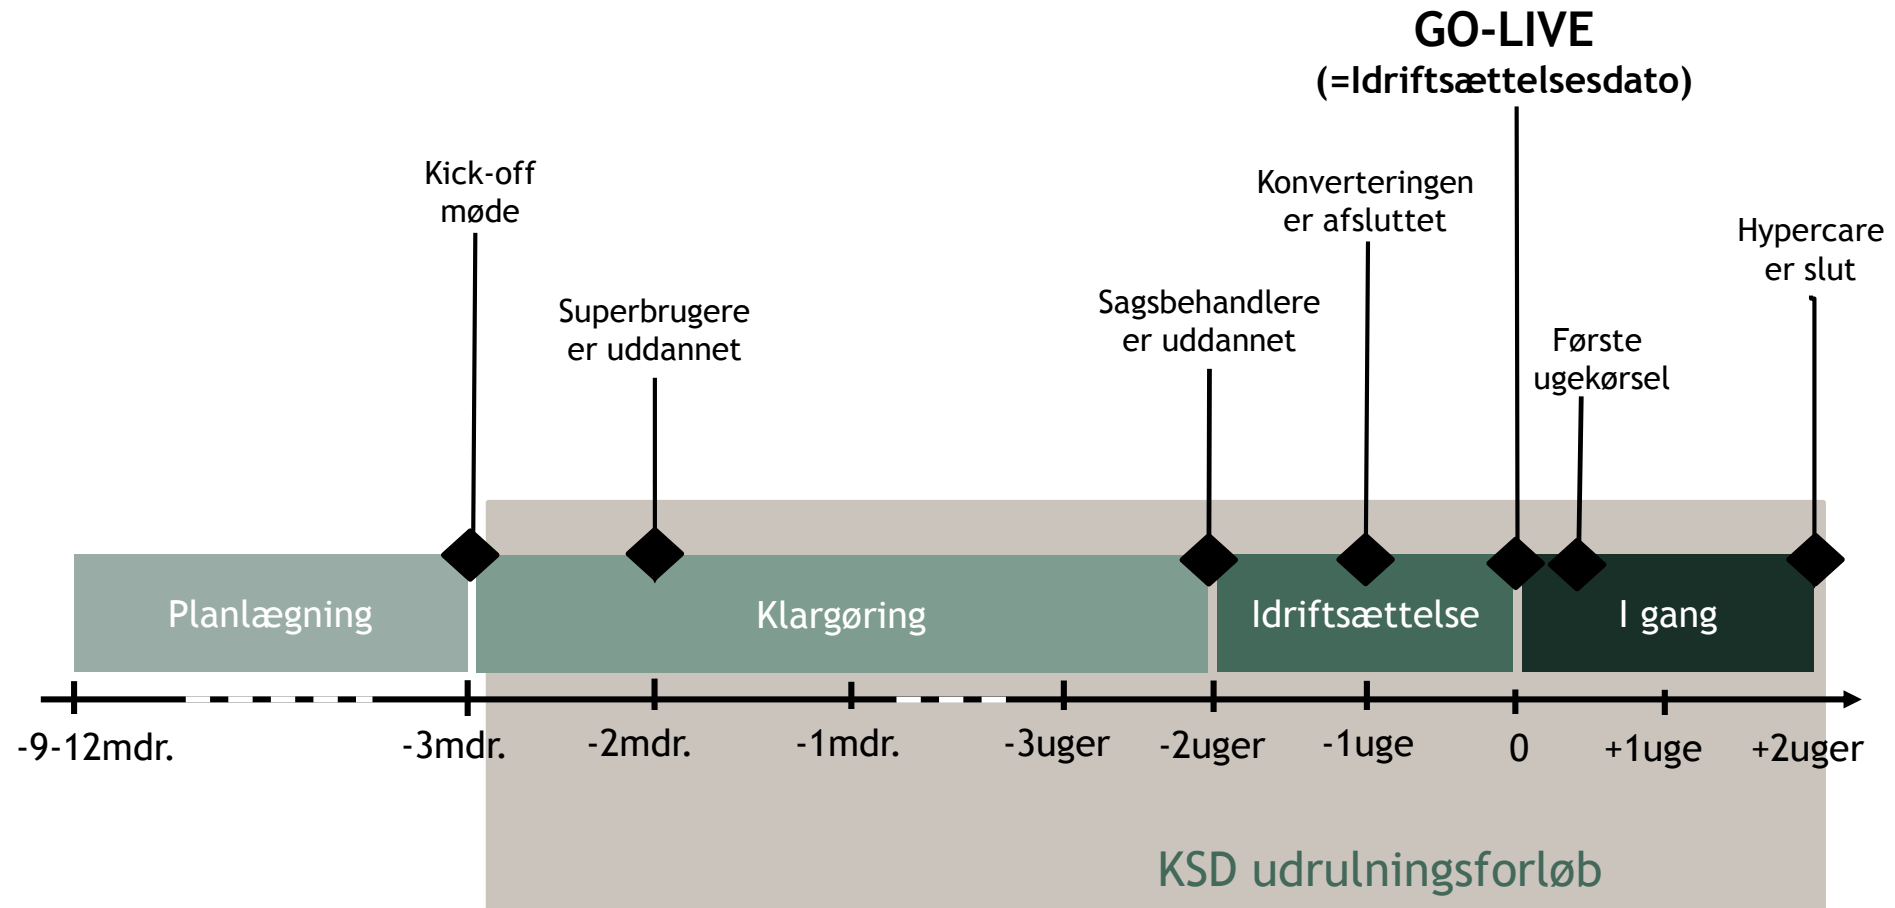 GO-LIVE
(=Idriftsættelsesdato)
Kick-off
møde
Konverteringen
er afsluttet
Hypercare
er slut
Superbrugere
er uddannet
Sagsbehandlere
er uddannet
Første
ugekørsel
Planlægning
Klargøring
Idriftsættelse
I gang
-9-12mdr.
-3mdr.
-2mdr.
-1mdr.
-3uger
-2uger
-1uge
0
+1uge
+2uger
KSD udrulningsforløb